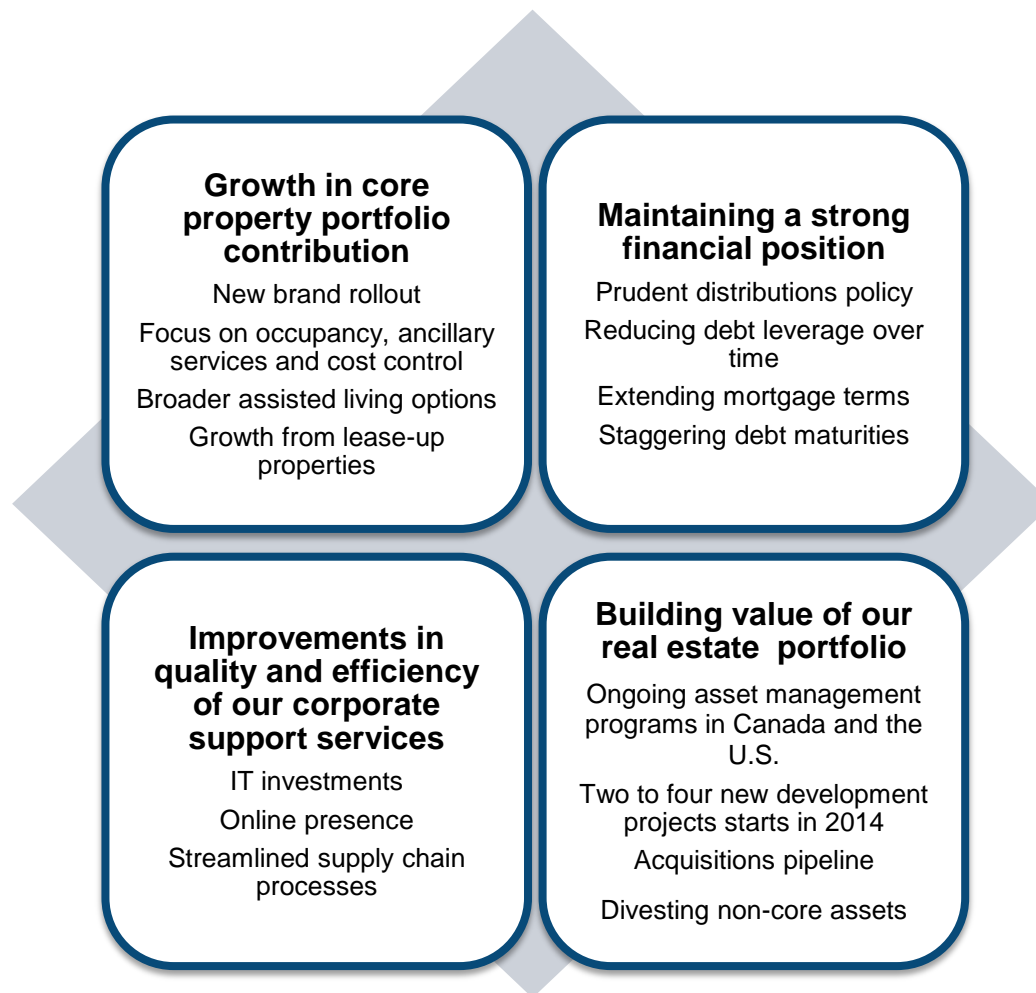 Growth in core
property portfolio
contribution
New brand rollout
Focus on occupancy, ancillary
services and cost control
Broader assisted living options
Growth from lease-up
properties
Maintaining a strong
financial position
Prudent distributions policy
Reducing debt leverage over
time
Extending mortgage terms
Staggering debt maturities
Improvements in
quality and efficiency
of our corporate
support services
IT investments
Online presence
Streamlined supply chain
processes
Building value of our
real estate portfolio
Ongoing asset management
programs in Canada and the
U.S.
Two to four new development
projects starts in 2014
Acquisitions pipeline
Divesting non-core assets